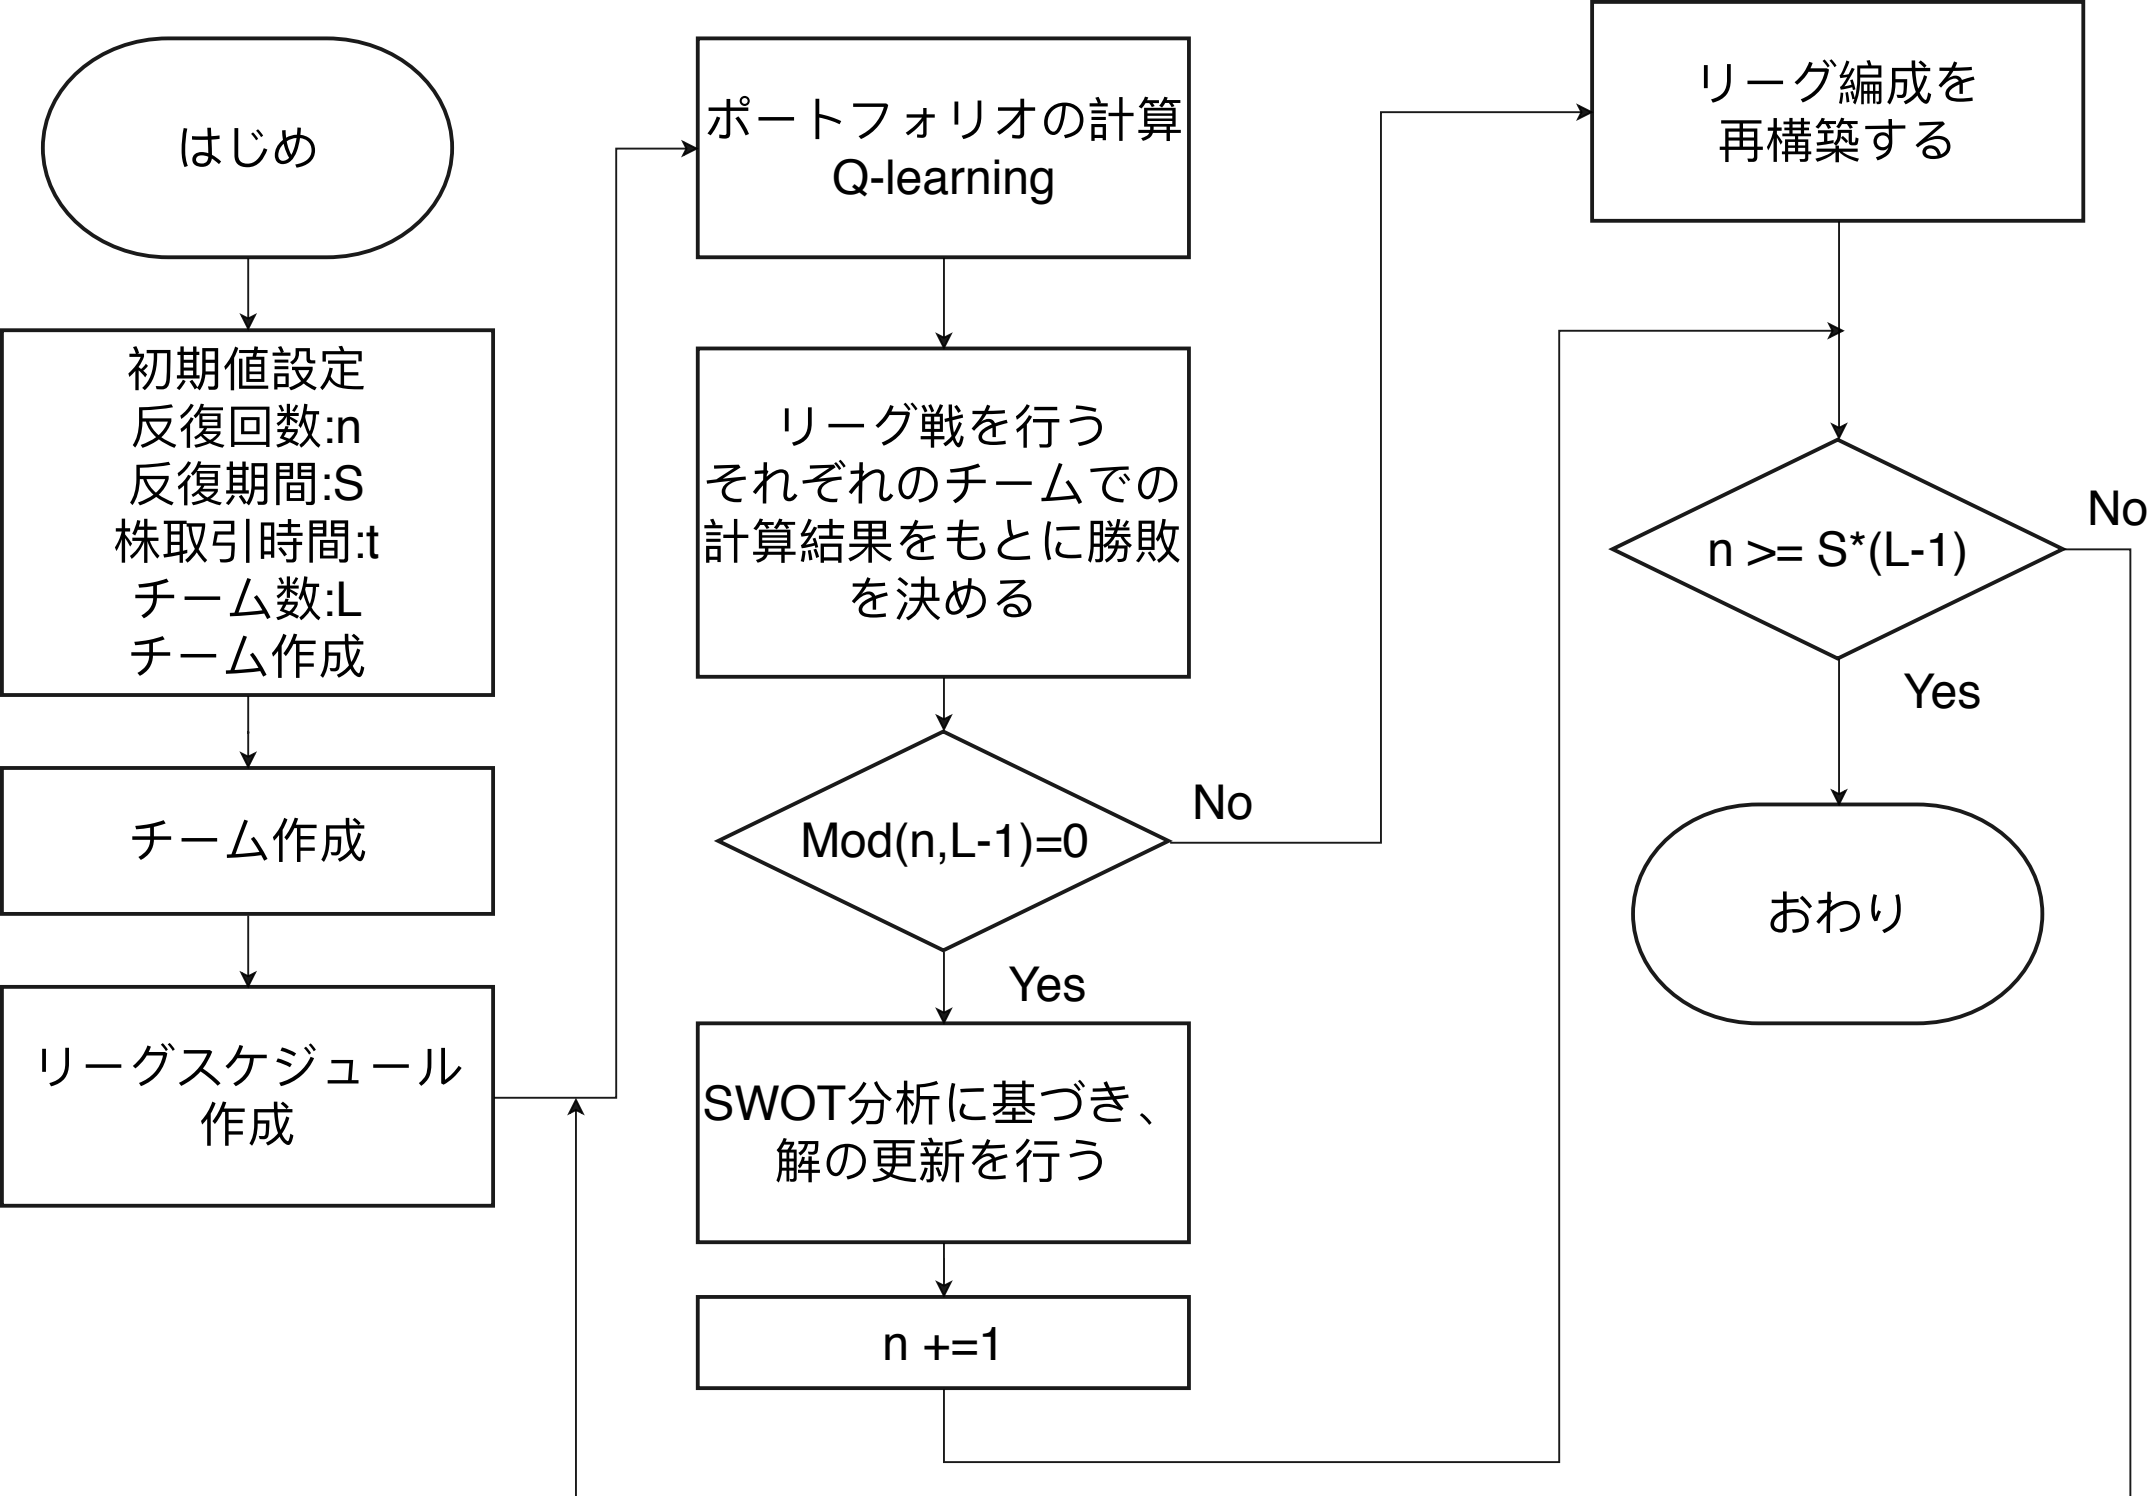 はじめ
初期値設定
反復回数:n
反復期間:S
株取引時間:t
チーム数:L
チーム作成
チーム作成
リーグスケジュール
作成
ポートフォリオの計算
Q-learning
リーグ戦を行う
それぞれのチームでの
計算結果をもとに勝敗
を決める
Mod(n,L-1)=0
No
Yes
SWOT分析に基づき、
解の更新を行う
n +=1
リーグ編成を
再構築する
n >= S*(L-1)
No
Yes
おわり